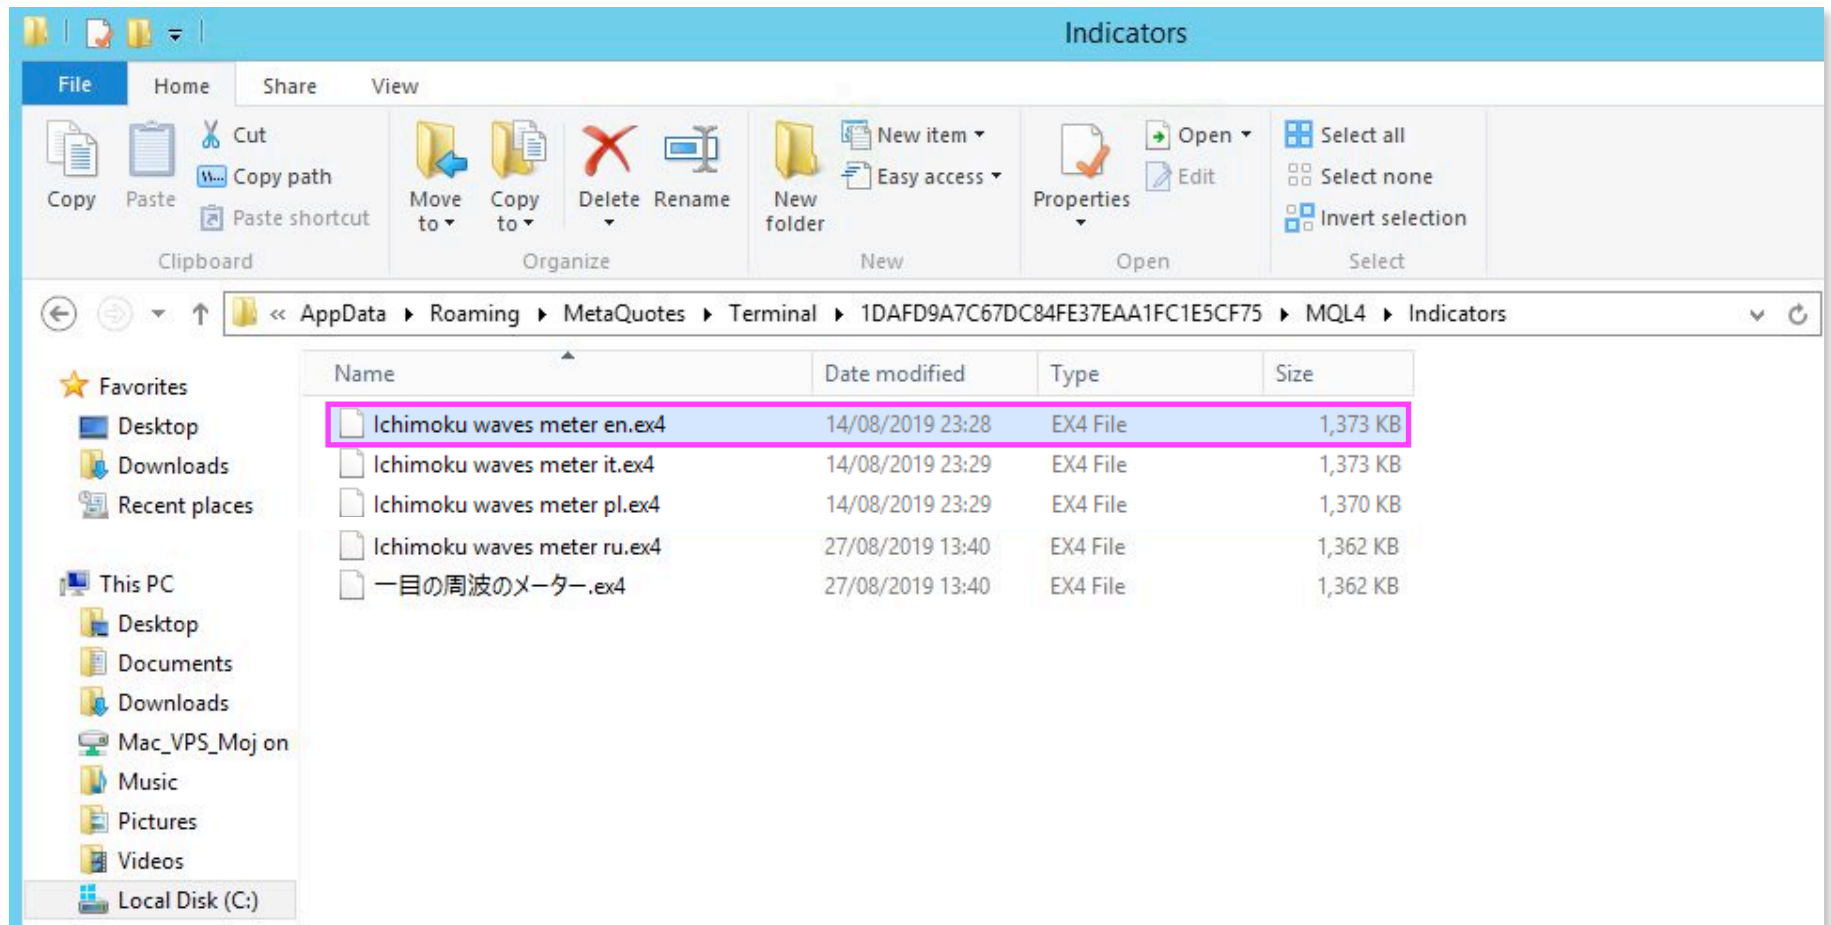 Indicators
File Home Share View
Copy
Paste
Cut
Copy path
Paste shortcut
Clipboard
Move to
Copy to
Delete
Rename
Organize
New folder
New item
Easy access
New
Properties
Open
Edit
Open
Select all
Select none
Invert selection
Select
« AppData Roaming MetaQuotes Terminal 1DAFD9A7C67DC84FE37EAA1FC1E5CF75 MQL4 Indicators
Favorites
Desktop
Downloads
Recent places
This PC
Desktop
Documents
Downloads
Mac_VPS_Moj on
Music
Pictures
Videos
Local Disk (C:)
Name Date modified Type Size
Ichimoku waves meter en.ex4 14/08/2019 23:28 EX4 File 1,373 KB
Ichimoku waves meter it.ex4 14/08/2019 23:29 EX4 File 1,373 KB
Ichimoku waves meter pl.ex4 14/08/2019 23:29 EX4 File 1,370 KB
Ichimoku waves meter ru.ex4 27/08/2019 13:40 EX4 File 1,362 KB
一目の周波のメーター.ex4 27/08/2019 13:40 EX4 File 1,362 KB